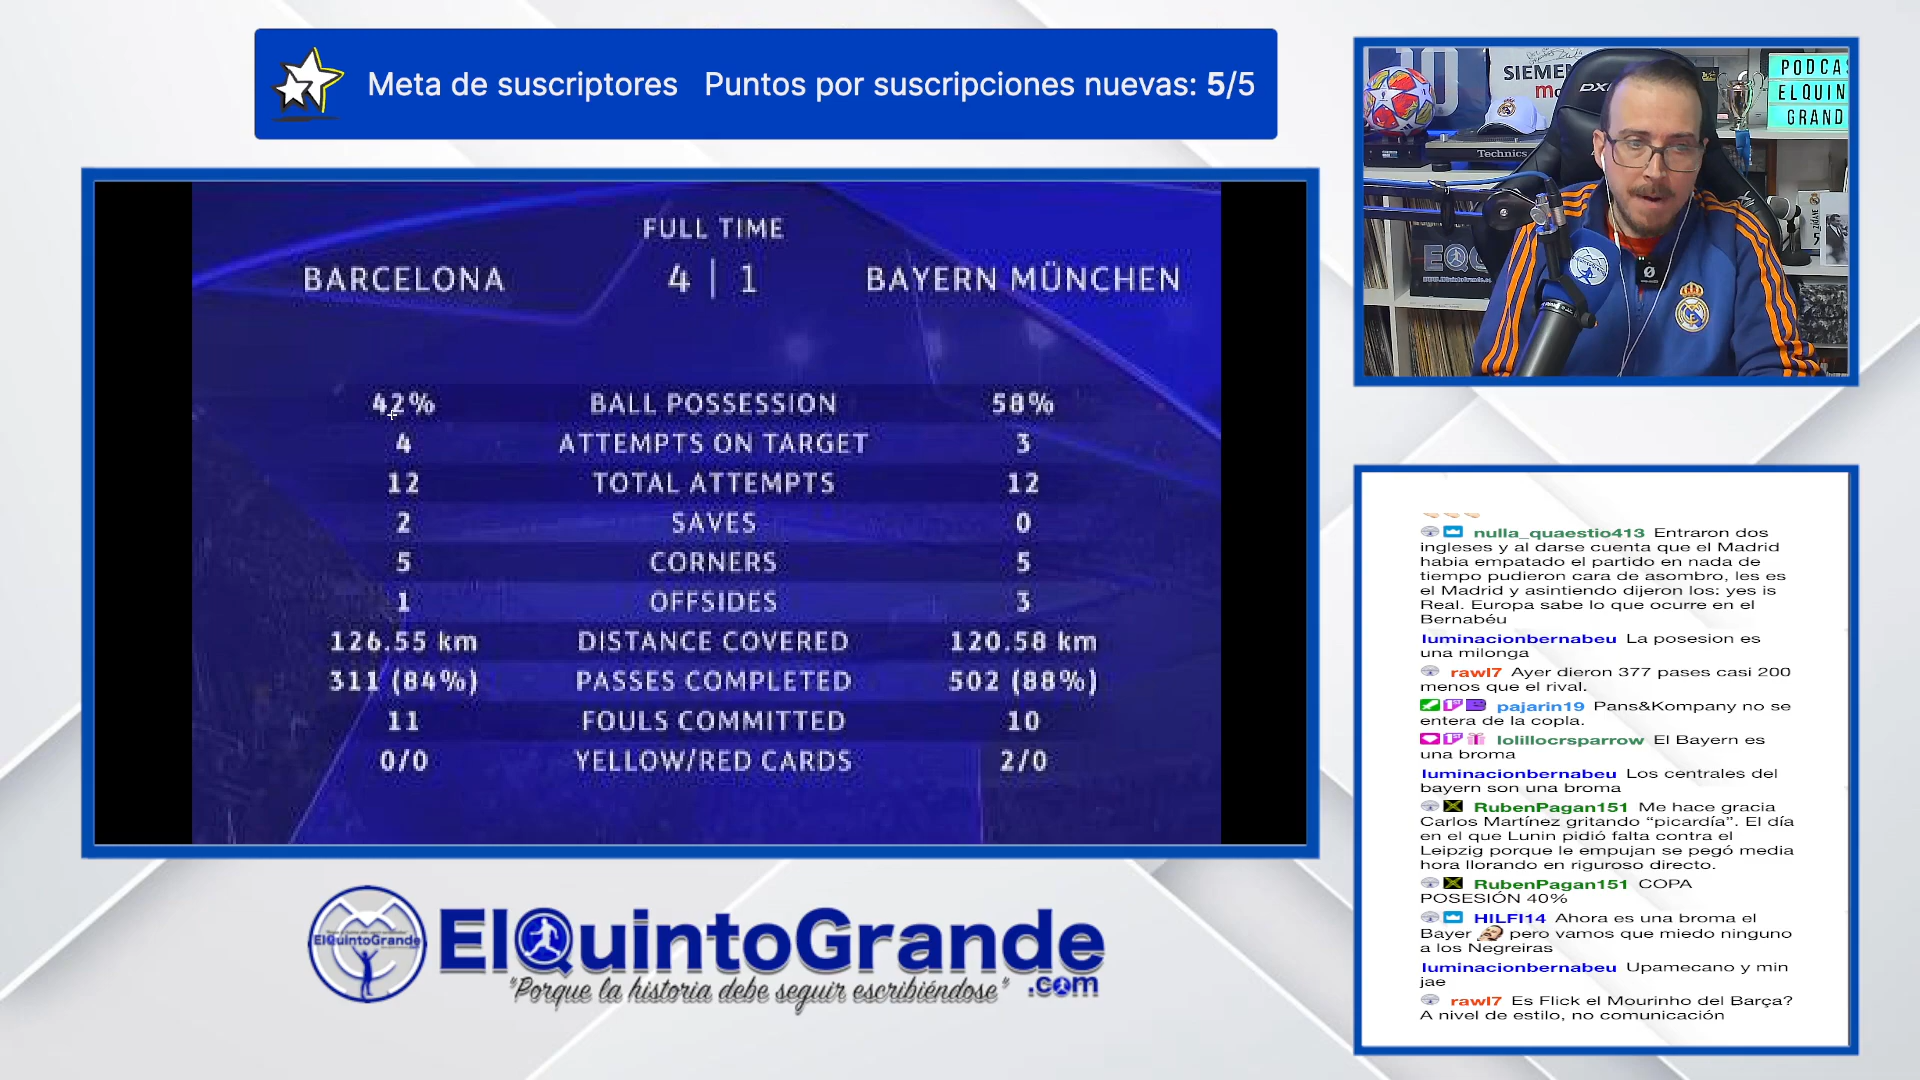 Meta de suscriptores Puntos por suscripciones nuevas: 5/5
FULL TIME
BARCELONA 4 | 1 BAYERN MÜNCHEN
42% BALL POSSESSION 58%
4 ATTEMPTS ON TARGET 3
12 TOTAL ATTEMPTS 12
2 SAVES 0
5 CORNERS 5
1 OFFSIDES 3
126.55 km DISTANCE COVERED 120.58 km
311 (84%) PASSES COMPLETED 502 (88%)
11 FOULS COMMITTED 10
0/0 YELLOW/RED CARDS 2/0
ElQuintoGrande
ElQuintoGrande
"Porque la historia debe seguir escribiéndose" .com
10
SIEMEN
DX
Technics
PODCA
ELQUIN
GRAND
EQG
ZIDANE
5
nulla_quaestio413 Entraron dos
ingleses y al darse cuenta que el Madrid
habia empatado el partido en nada de
tiempo pudieron cara de asombro, les es
el Madrid y asintiendo dijeron los: yes is
Real. Europa sabe lo que ocurre en el
Bernabéu
luminacionbernabeu La posesion es
una milonga
rawl7 Ayer dieron 377 pases casi 200
menos que el rival.
pajarin19 Pans&Kompany no se
entera de la copla.
lolillocrsparrow El Bayern es
una broma
luminacionbernabeu Los centrales del
bayern son una broma
RubenPagan151 Me hace gracia
Carlos Martínez gritando “picardía”. El día
en el que Lunin pidió falta contra el
Leipzig porque le empujan se pegó media
hora llorando en riguroso directo.
RubenPagan151 COPA
POSESIÓN 40%
HILFI14 Ahora es una broma el
Bayer pero vamos que miedo ninguno
a los Negreiras
luminacionbernabeu Upamecano y min
jae
rawl7 Es Flick el Mourinho del Barça?
A nivel de estilo, no comunicación